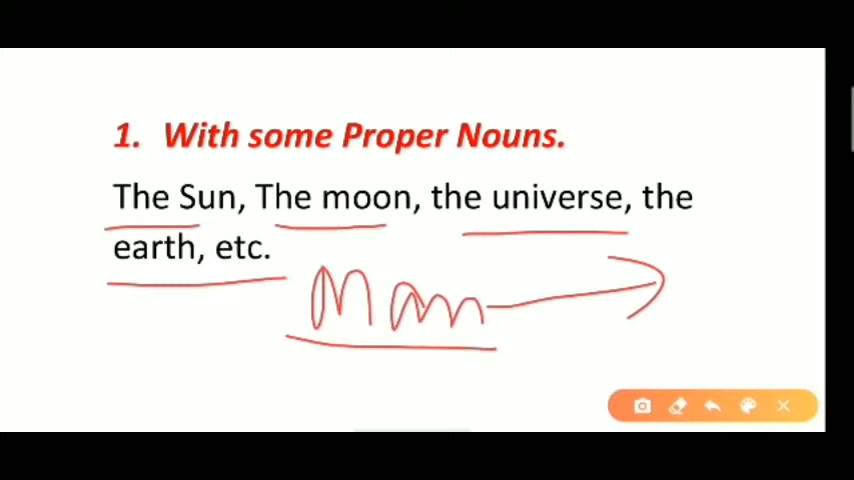 1. With some Proper Nouns.
The Sun, The moon, the universe, the
earth, etc.
Man